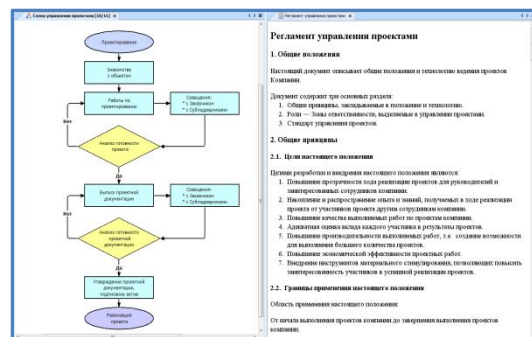 Схема управления проектами [10/14]
Проектирование
Знакомство
с объектом
Работы по
проектированию
Совещания:
* с Заказчиком
* с Субподрядчиками
Нет
Анализ готовности
проекта
Да
Выпуск проектной
документации
Совещания:
* с Заказчиком
* с Субподрядчиками
Нет
Анализ готовности
проектной
документации
Да
Утверждение проектной
документации,
подписание актов
Реализация
проекта
Регламент управления проектами
Регламент управления проектами
1. Общие положения
Настоящий документ описывает общие положения и технологию ведения проектов
Компании.
Документ содержит три основных раздела:
1. Общие принципы, закладываемые в положение и технологию.
2. Роли — Зоны ответственности, выделяемые в управлении проектами.
3. Стандарт управления проектом.
2. Общие принципы
2.1. Цели настоящего положения
Целями разработки и внедрения настоящего положения являются:
1. Повышение прозрачности хода реализации проектов для руководителей и
заинтересованных сотрудников компании.
2. Накопление и распространение опыта и знаний, получаемых в ходе реализации
проекта от участников проекта другим сотрудникам компании.
3. Повышение качества выполняемых работ по проектам компании.
4. Адекватная оценка вклада каждого участника в результаты проектов.
5. Повышение производительности выполняемых работ, т.е. создание возможности
для выполнения большего количества проектов.
6. Повышение экономической эффективности проектных работ.
7. Внедрение инструментов материального стимулирования, позволяющих повысить
заинтересованность участников в успешной реализации проектов.
2.2. Границы применения настоящего положения
Область применения настоящего положения:
От начала выполнения проектов компании до завершения выполнения проектов
компании.